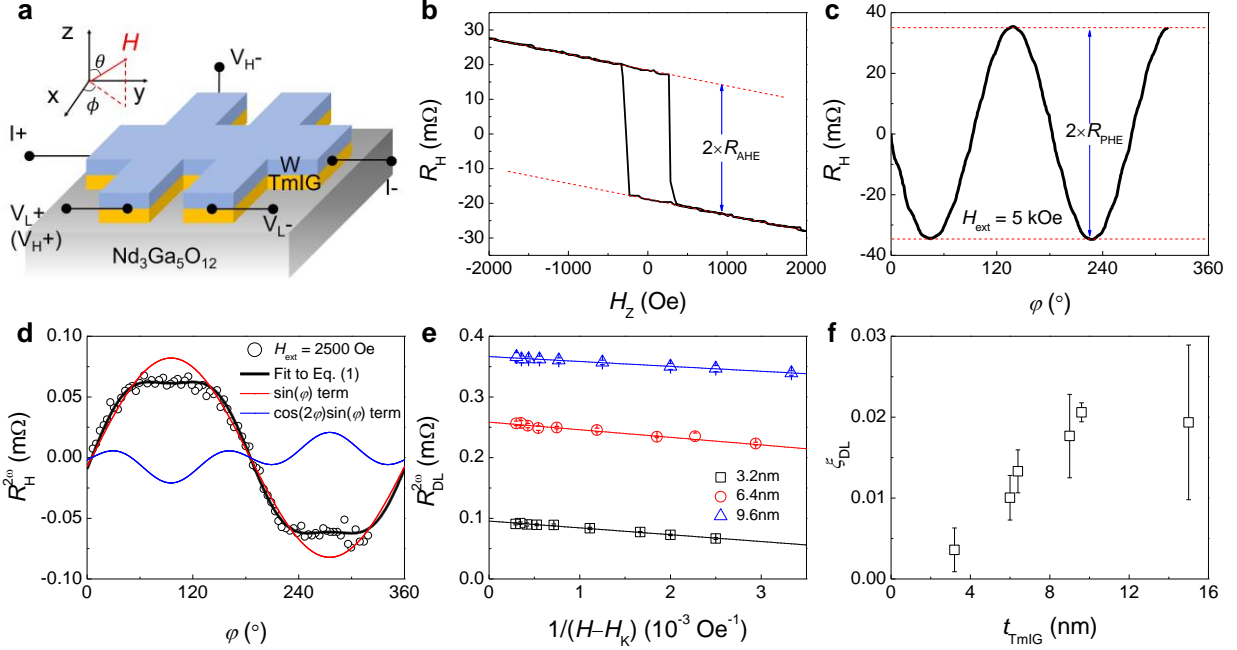 a
z
H
θ
x
ϕ
y
V_H-
I+
W
TmIG
I-
V_L+
(V_H+)
V_L-
Nd₃Ga₅O₁₂
b
R_H (mΩ)
30
20
10
0
-10
-20
-30
2×R_AHE
-2000 -1000 0 1000 2000
H_Z (Oe)
c
R_H (mΩ)
40
20
0
-20
-40
2×R_PHE
H_ext = 5 kOe
0 120 240 360
φ (°)
d
R_H^2ω (mΩ)
0.10
0.05
0.00
-0.05
-0.10
H_ext = 2500 Oe
Fit to Eq. (1)
sin(φ) term
cos(2φ)sin(φ) term
0 120 240 360
φ (°)
e
R_DL^2ω (mΩ)
0.4
0.3
0.2
0.1
0.0
3.2nm
6.4nm
9.6nm
0 1 2 3
1/(H–H_K) (10⁻³ Oe⁻¹)
f
ξ_DL
0.03
0.02
0.01
0.00
4 8 12 16
t_TmIG (nm)